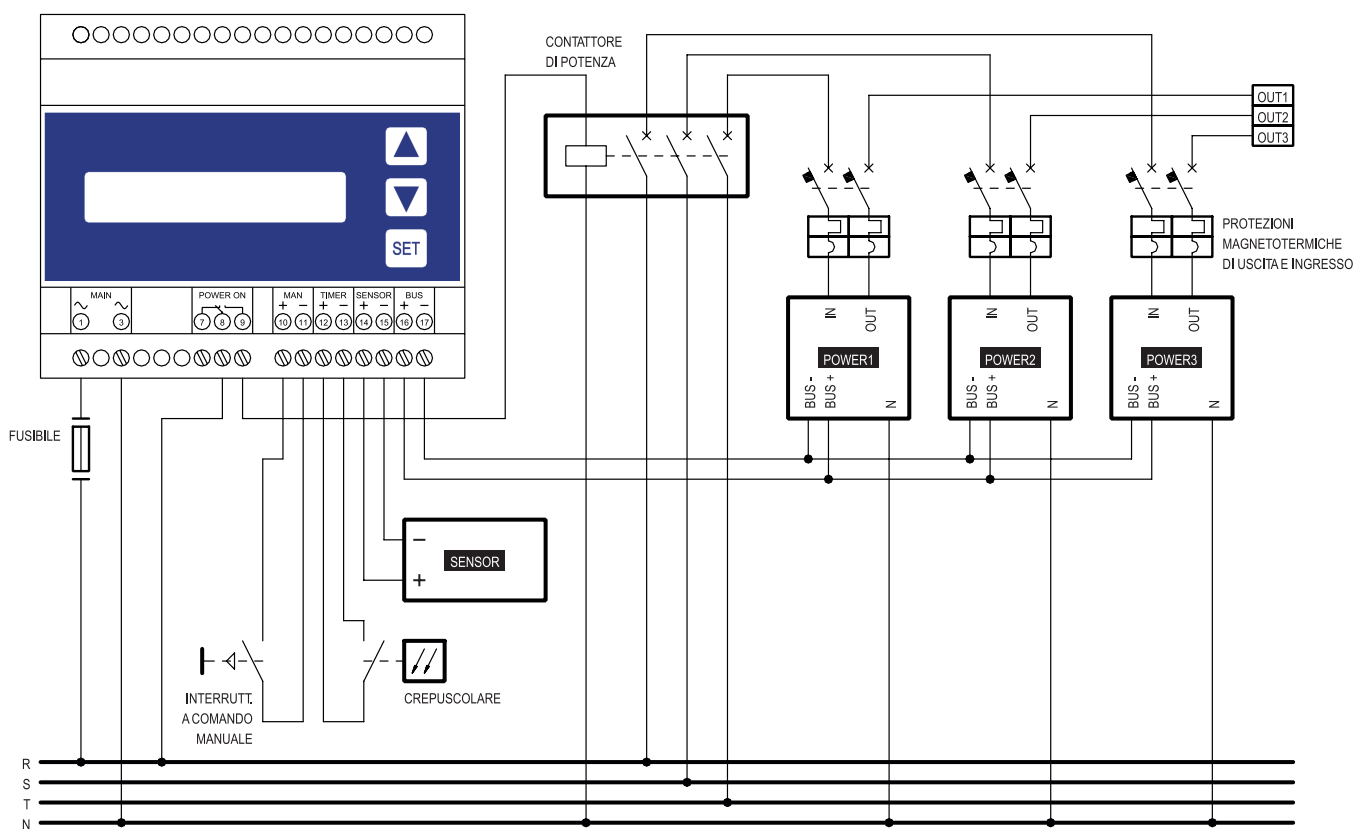 CONTATTORE
DI POTENZA
OUT1
OUT2
OUT3
SET
PROTEZIONI
MAGNETOTERMICHE
DI USCITA E INGRESSO
MAIN POWER ON MAN TIMER SENSOR BUS
+ − + − + − + −
1 3 7 8 9 10 11 12 13 14 15 16 17
IN OUT IN OUT IN OUT
POWER1 POWER2 POWER3
BUS - BUS + N BUS - BUS + N BUS - BUS + N
FUSIBILE
−
SENSOR
+
INTERRUTT.
A COMANDO
MANUALE
CREPUSCOLARE
R
S
T
N